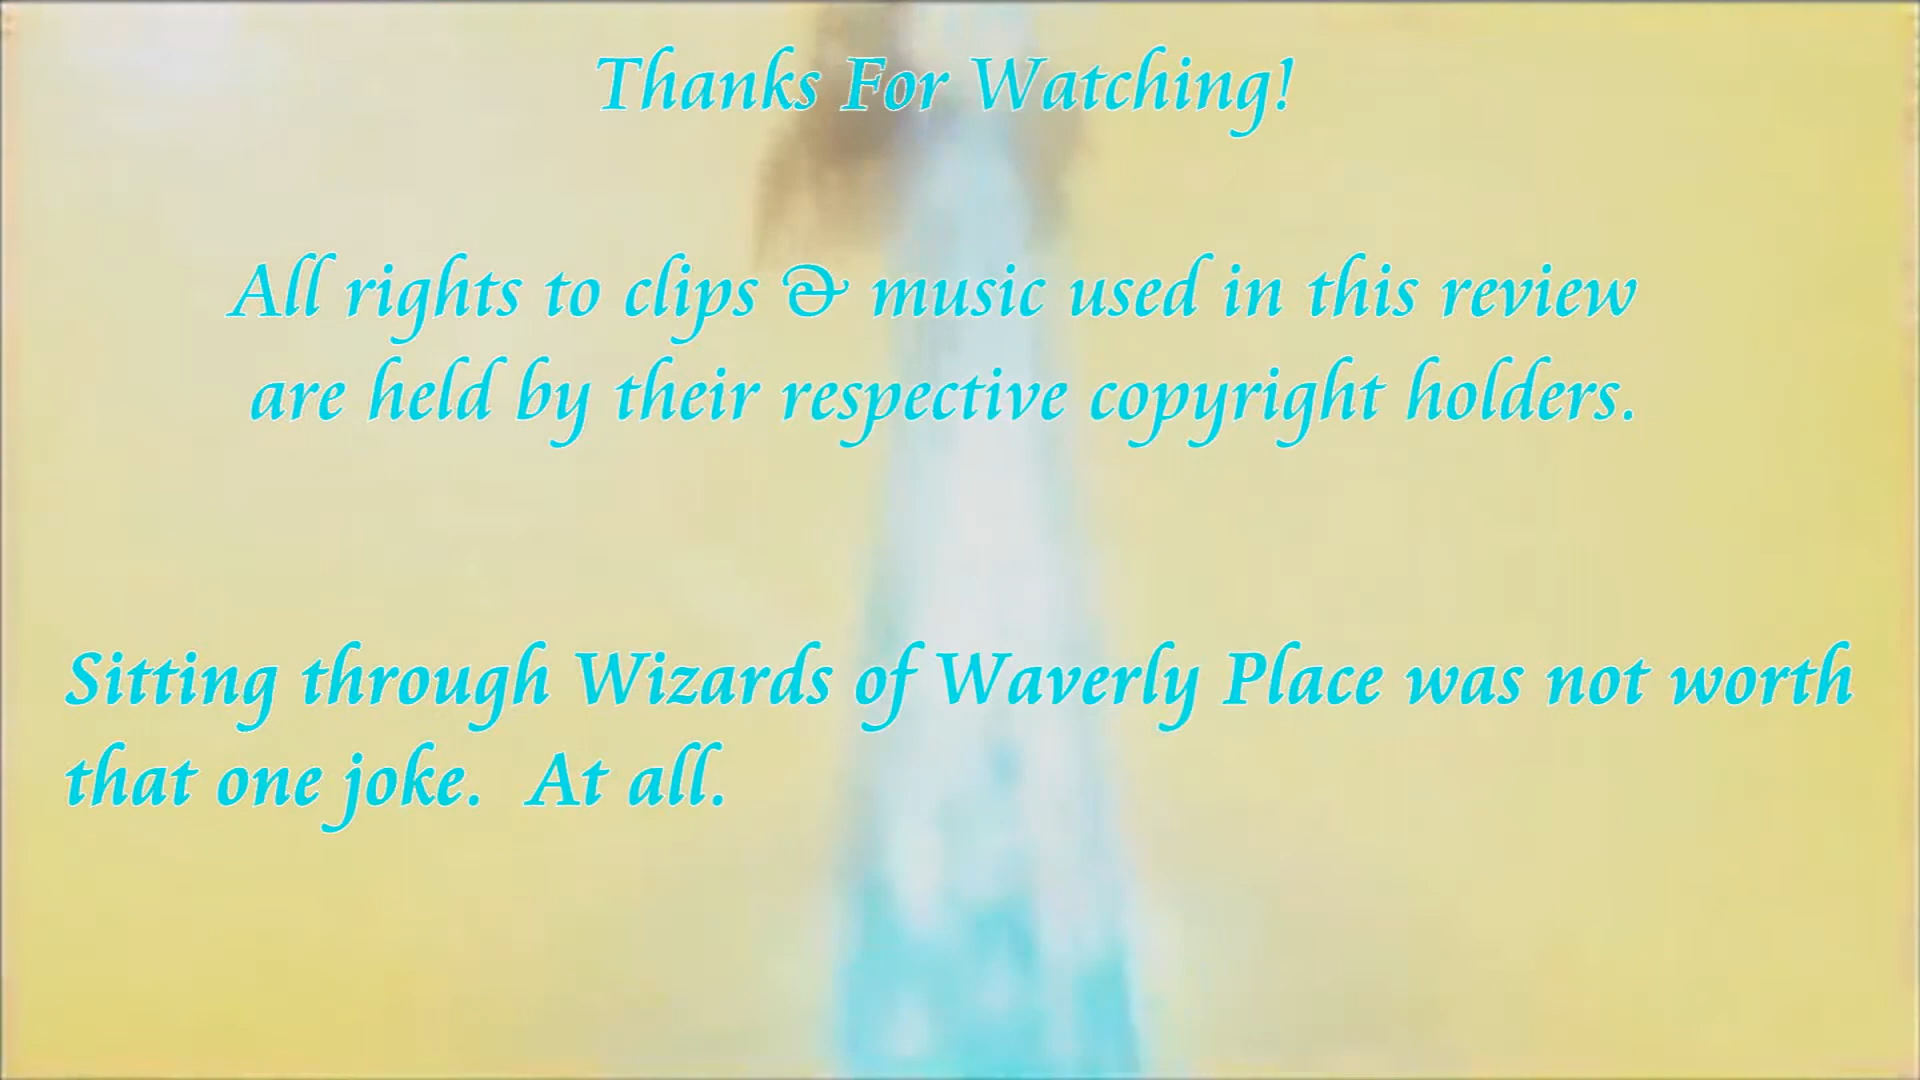 Thanks For Watching!
All rights to clips & music used in this review
are held by their respective copyright holders.
Sitting through Wizards of Waverly Place was not worth
that one joke.  At all.